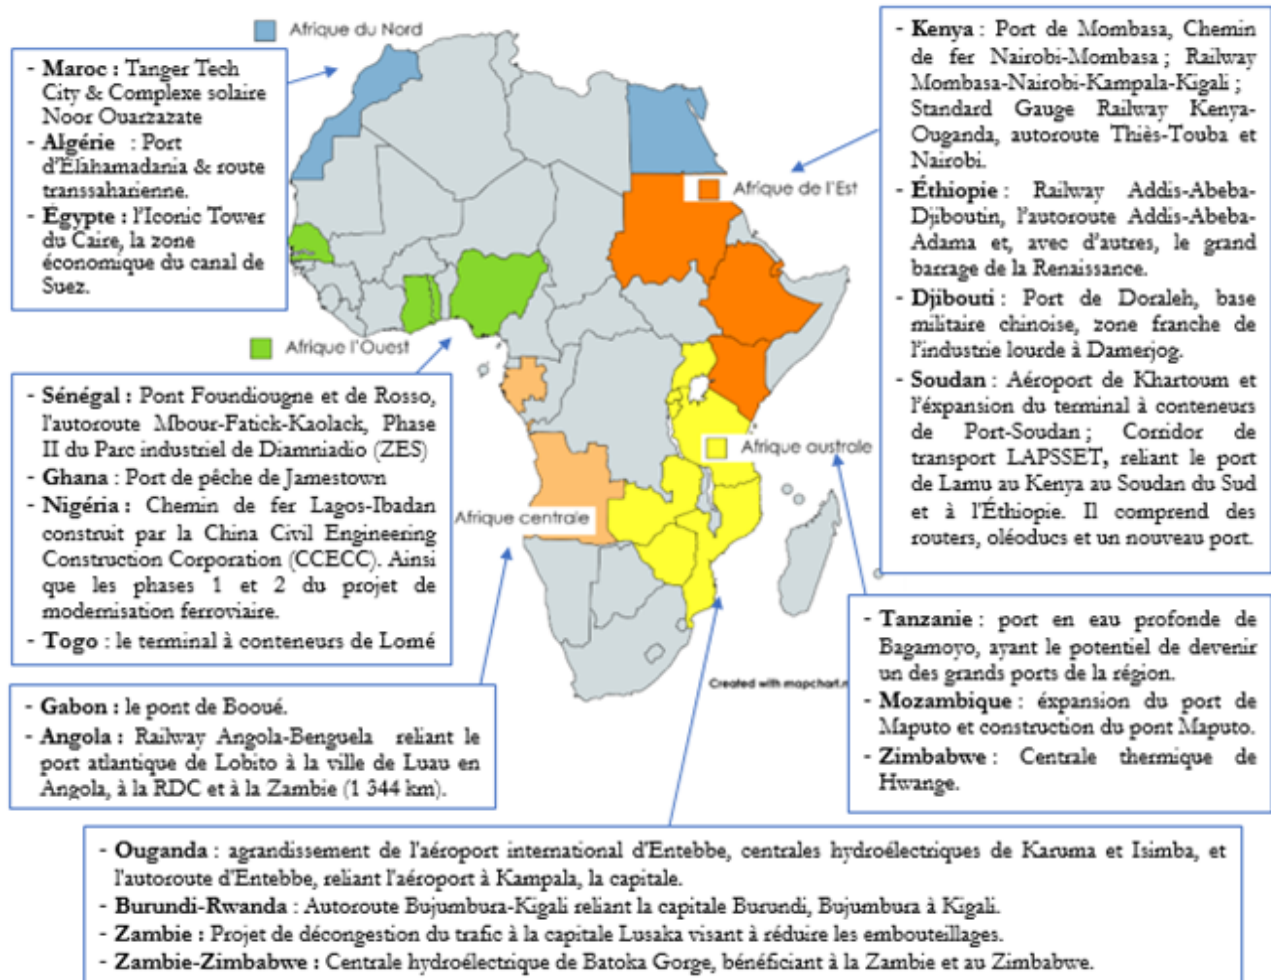 Afrique du Nord
- Maroc : Tanger Tech
City & Complexe solaire
Noor Ouarzazate
- Algérie : Port
d'Élahamadania & route
transsaharienne.
- Égypte : l'Iconic Tower
du Caire, la zone
économique du canal de
Suez.
Afrique l'Ouest
- Sénégal : Pont Foundiougne et de Rosso,
l'autoroute Mbour-Fatick-Kaolack, Phase
II du Parc industriel de Diamniadio (ZES)
- Ghana : Port de pêche de Jamestown
- Nigéria : Chemin de fer Lagos-Ibadan
construit par la China Civil Engineering
Construction Corporation (CCECC). Ainsi
que les phases 1 et 2 du projet de
modernisation ferroviaire.
- Togo : le terminal à conteneurs de Lomé
- Gabon : le pont de Booué.
- Angola : Railway Angola-Benguela reliant le
port atlantique de Lobito à la ville de Luau en
Angola, à la RDC et à la Zambie (1 344 km).
Afrique centrale
Afrique de l'Est
- Kenya : Port de Mombasa, Chemin
de fer Nairobi-Mombasa ; Railway
Mombasa-Nairobi-Kampala-Kigali ;
Standard Gauge Railway Kenya-
Ouganda, autoroute Thiès-Touba et
Nairobi.
- Éthiopie : Railway Addis-Abeba-
Djiboutin, l'autoroute Addis-Abeba-
Adama et, avec d'autres, le grand
barrage de la Renaissance.
- Djibouti : Port de Doraleh, base
militaire chinoise, zone franche de
l'industrie lourde à Damerjog.
- Soudan : Aéroport de Khartoum et
l'éxpansion du terminal à conteneurs
de Port-Soudan ; Corridor de
transport LAPSSET, reliant le port
de Lamu au Kenya au Soudan du Sud
et à l'Éthiopie. Il comprend des
routers, oléoducs et un nouveau port.
Afrique australe
- Tanzanie : port en eau profonde de
Bagamoyo, ayant le potentiel de devenir
un des grands ports de la région.
- Mozambique : éxpansion du port de
Maputo et construction du pont Maputo.
- Zimbabwe : Centrale thermique de
Hwange.
Created with mapchart.n
- Ouganda : agrandissement de l'aéroport international d'Entebbe, centrales hydroélectriques de Karuma et Isimba, et
l'autoroute d'Entebbe, reliant l'aéroport à Kampala, la capitale.
- Burundi-Rwanda : Autoroute Bujumbura-Kigali reliant la capitale Burundi, Bujumbura à Kigali.
- Zambie : Projet de décongestion du trafic à la capitale Lusaka visant à réduire les embouteillages.
- Zambie-Zimbabwe : Centrale hydroélectrique de Batoka Gorge, bénéficiant à la Zambie et au Zimbabwe.